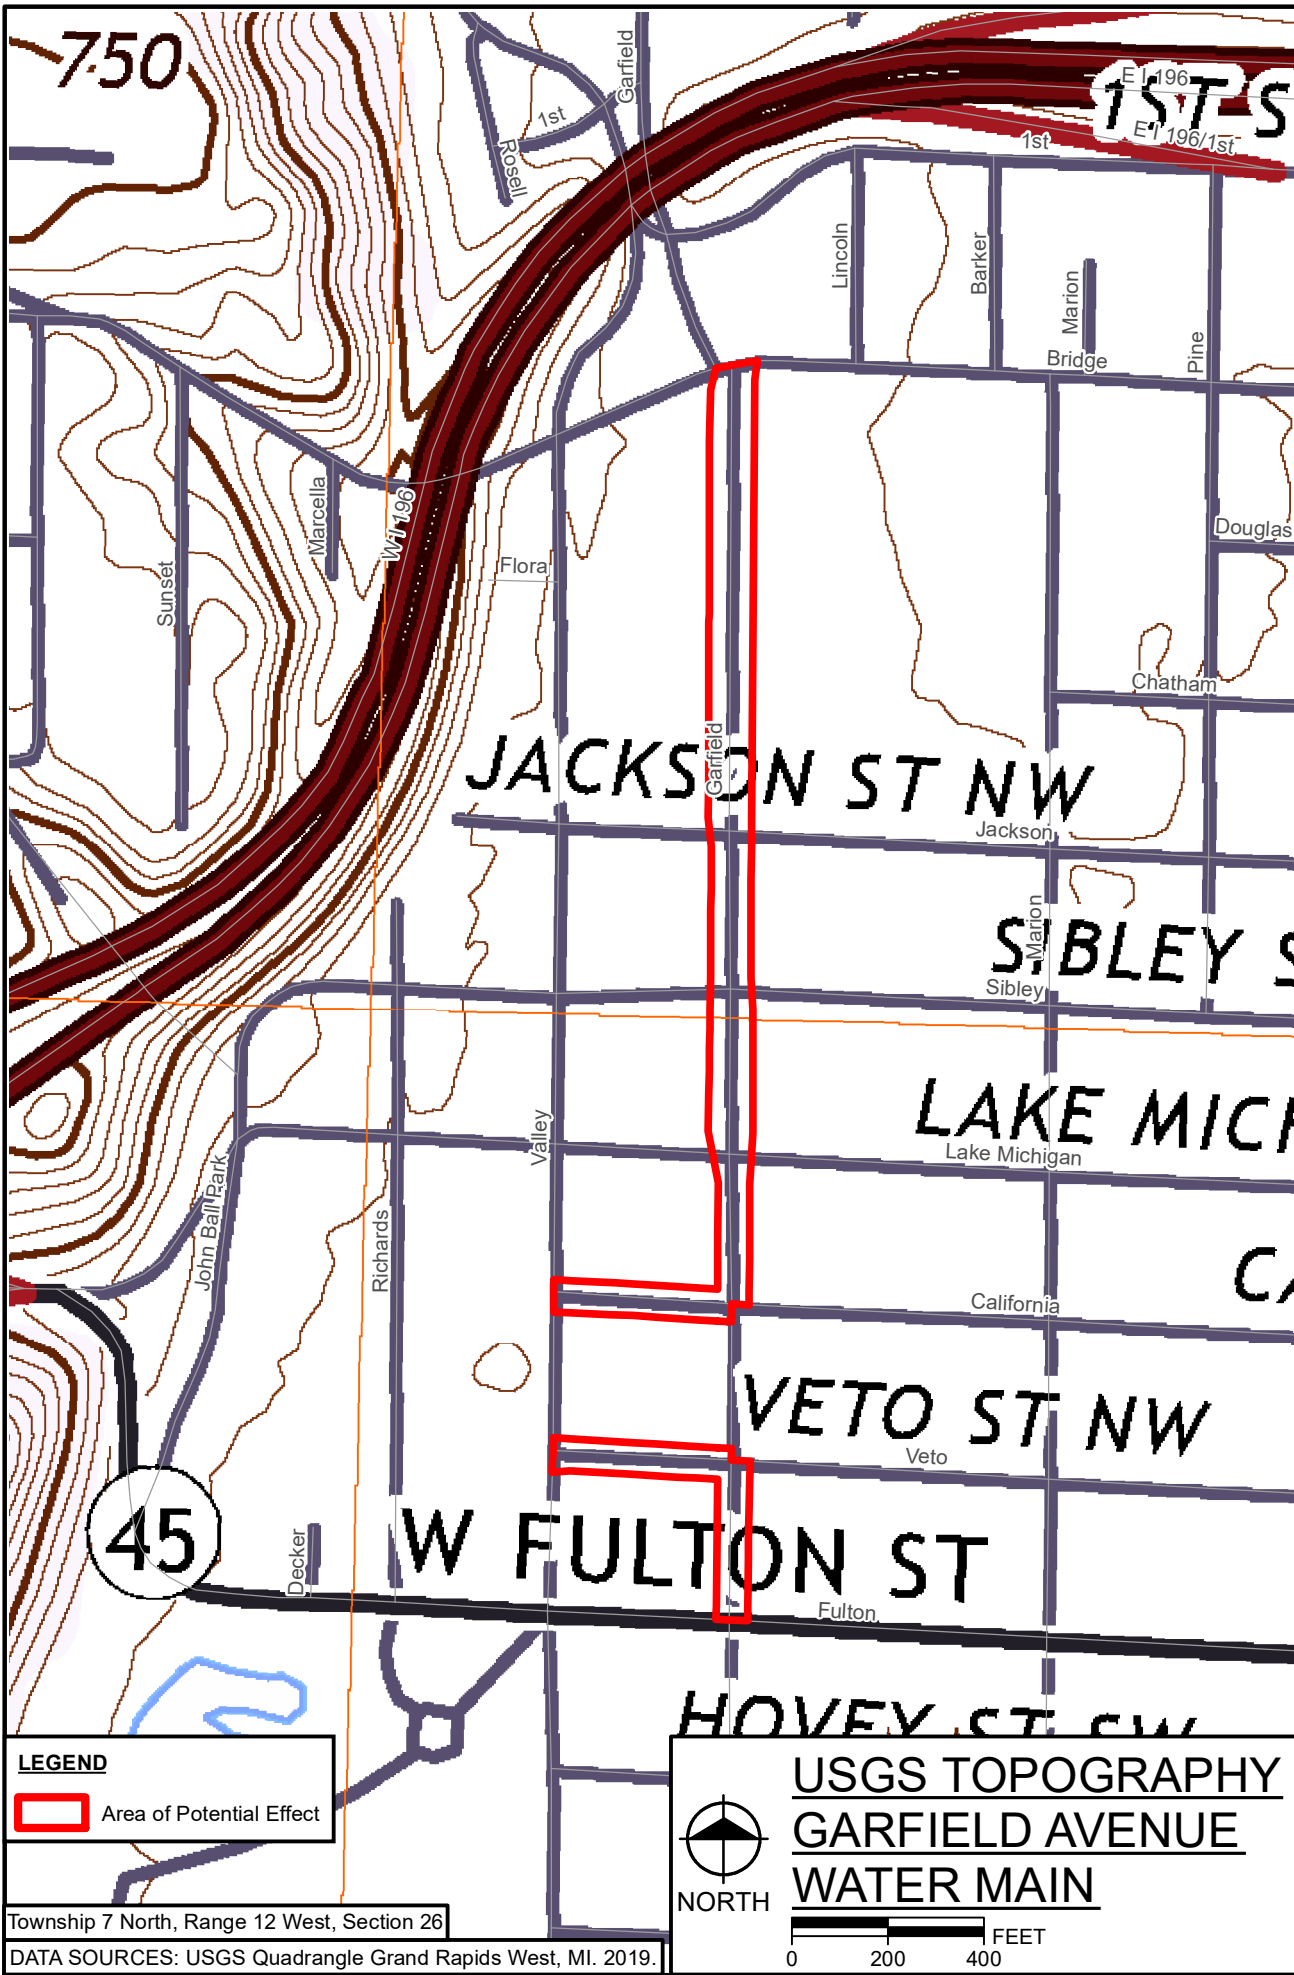 750
Garfield
1st
Rosell
E I 196
1ST S
E I 196/1st
1st
Lincoln
Barker
Marion
Pine
Bridge
Marcella
W I 196
Sunset
Flora
Douglas
Chatham
Garfield
JACKSON ST NW
Jackson
Marion
SIBLEY S
Sibley
LAKE MICH
Lake Michigan
Valley
John Ball Park
Richards
CA
California
VETO ST NW
Veto
45
Decker
W FULTON ST
Fulton
HOVEY ST SW
LEGEND
Area of Potential Effect
USGS TOPOGRAPHY
GARFIELD AVENUE
WATER MAIN
NORTH
FEET
0 200 400
Township 7 North, Range 12 West, Section 26
DATA SOURCES: USGS Quadrangle Grand Rapids West, MI. 2019.